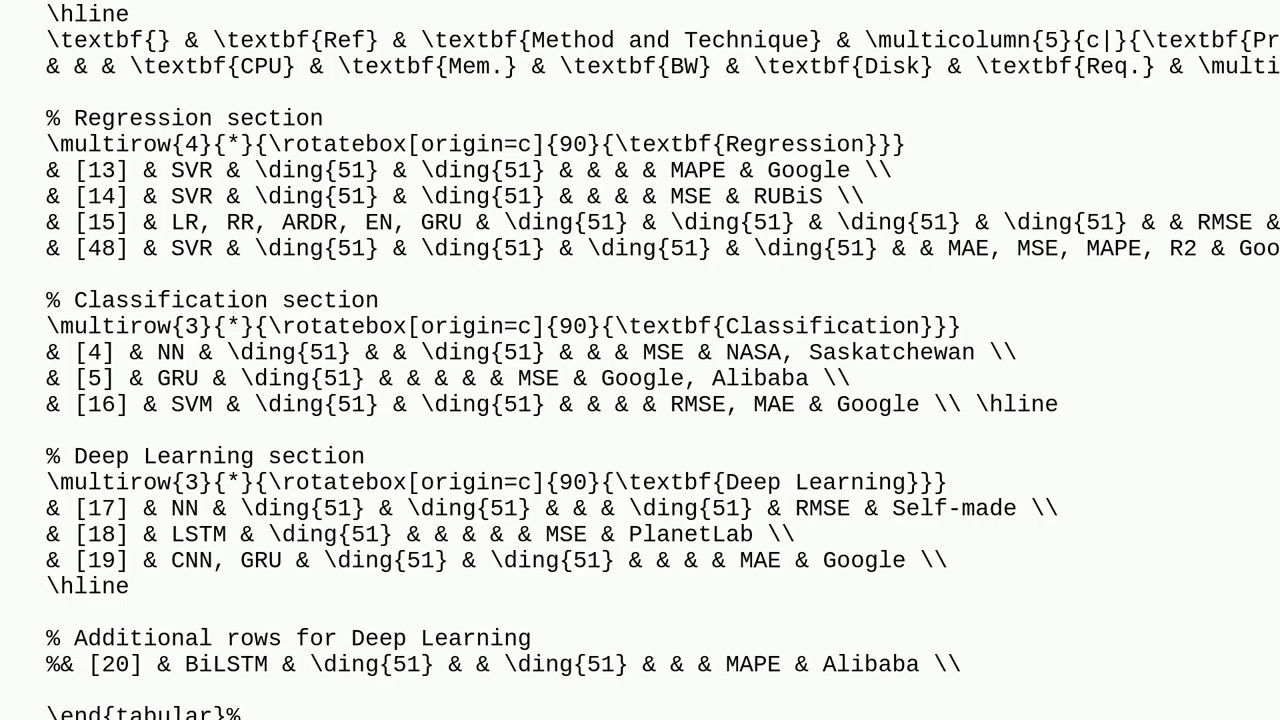 \hline
\textbf{} & \textbf{Ref} & \textbf{Method and Technique} & \multicolumn{5}{c|}{\textbf{Pr
& & & \textbf{CPU} & \textbf{Mem.} & \textbf{BW} & \textbf{Disk} & \textbf{Req.} & \multi
% Regression section
\multirow{4}{*}{\rotatebox[origin=c]{90}{\textbf{Regression}}}
& [13] & SVR & \ding{51} & \ding{51} & & & & MAPE & Google \\
& [14] & SVR & \ding{51} & \ding{51} & & & & MSE & RUBiS \\
& [15] & LR, RR, ARDR, EN, GRU & \ding{51} & \ding{51} & \ding{51} & \ding{51} & & RMSE &
& [48] & SVR & \ding{51} & \ding{51} & \ding{51} & \ding{51} & & MAE, MSE, MAPE, R2 & Goo
% Classification section
\multirow{3}{*}{\rotatebox[origin=c]{90}{\textbf{Classification}}}
& [4] & NN & \ding{51} & & \ding{51} & & & MSE & NASA, Saskatchewan \\
& [5] & GRU & \ding{51} & & & & & MSE & Google, Alibaba \\
& [16] & SVM & \ding{51} & \ding{51} & & & & RMSE, MAE & Google \\ \hline
% Deep Learning section
\multirow{3}{*}{\rotatebox[origin=c]{90}{\textbf{Deep Learning}}}
& [17] & NN & \ding{51} & \ding{51} & & & \ding{51} & RMSE & Self-made \\
& [18] & LSTM & \ding{51} & & & & & MSE & PlanetLab \\
& [19] & CNN, GRU & \ding{51} & \ding{51} & & & & MAE & Google \\
\hline
% Additional rows for Deep Learning
%& [20] & BiLSTM & \ding{51} & & \ding{51} & & & MAPE & Alibaba \\
\end{tabular}%